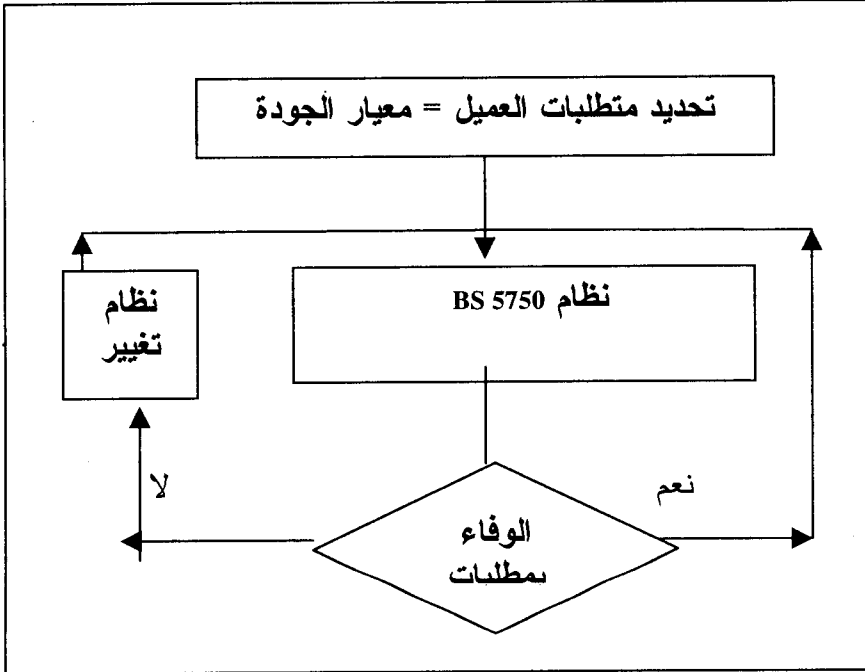 تحديد متطلبات العميل = معيار الجودة
نظام BS 5750
نظام
تغيير
لا
نعم
الوفاء
بمطلبات